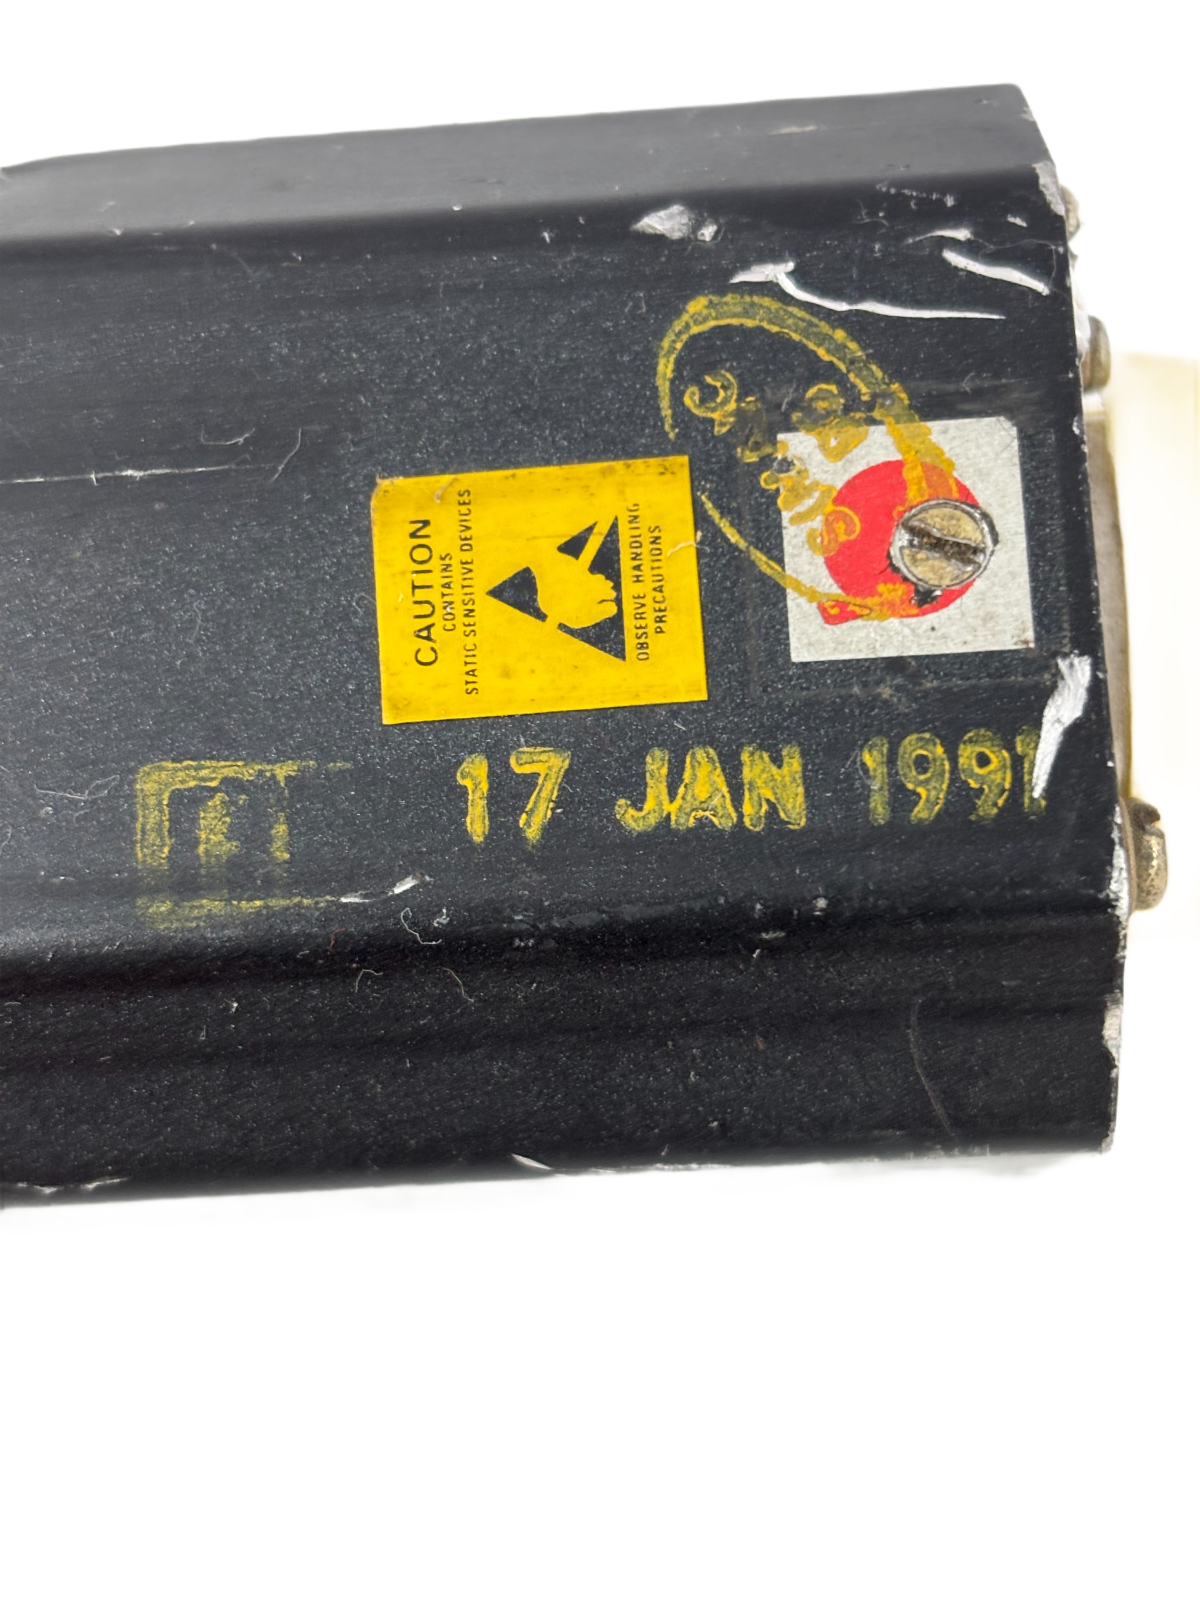 CAUTION
CONTAINS
STATIC SENSITIVE DEVICES
OBSERVE HANDLING
PRECAUTIONS
17 JAN 1991